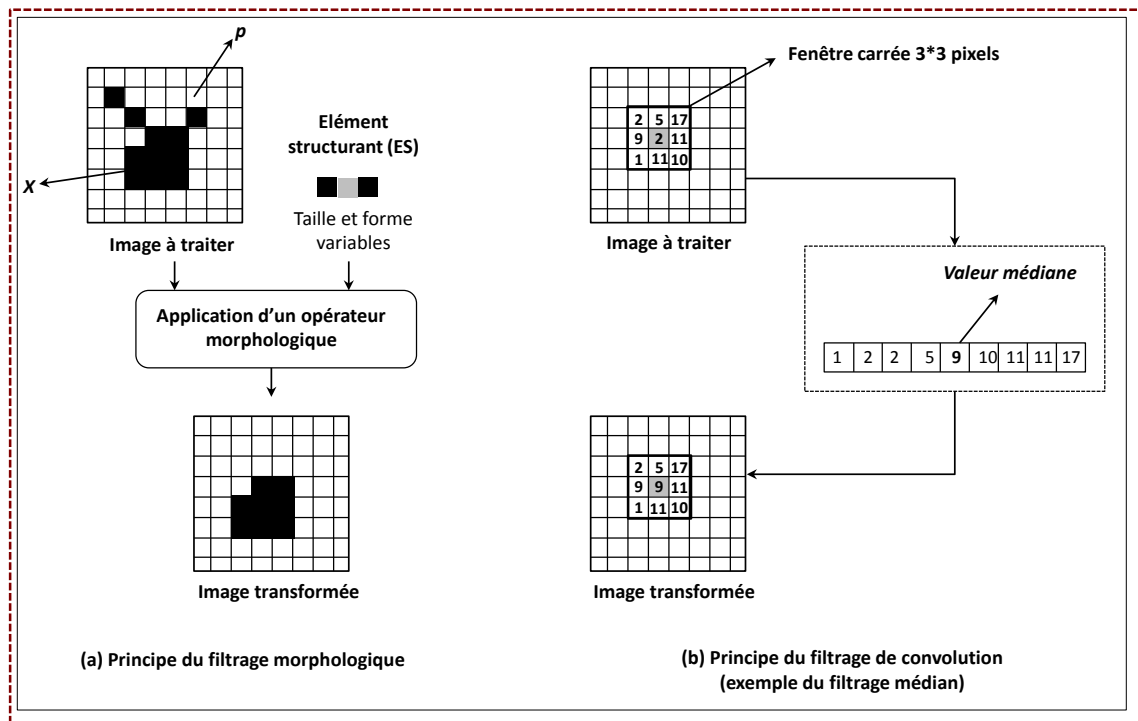 p
X
Elément
structurant (ES)
Taille et forme
variables
Image à traiter
Application d'un opérateur
morphologique
Image transformée
(a) Principe du filtrage morphologique
Fenêtre carrée 3*3 pixels
2 5 17
9 2 11
1 11 10
Image à traiter
Valeur médiane
1 2 2 5 9 10 11 11 17
2 5 17
9 9 11
1 11 10
Image transformée
(b) Principe du filtrage de convolution
(exemple du filtrage médian)